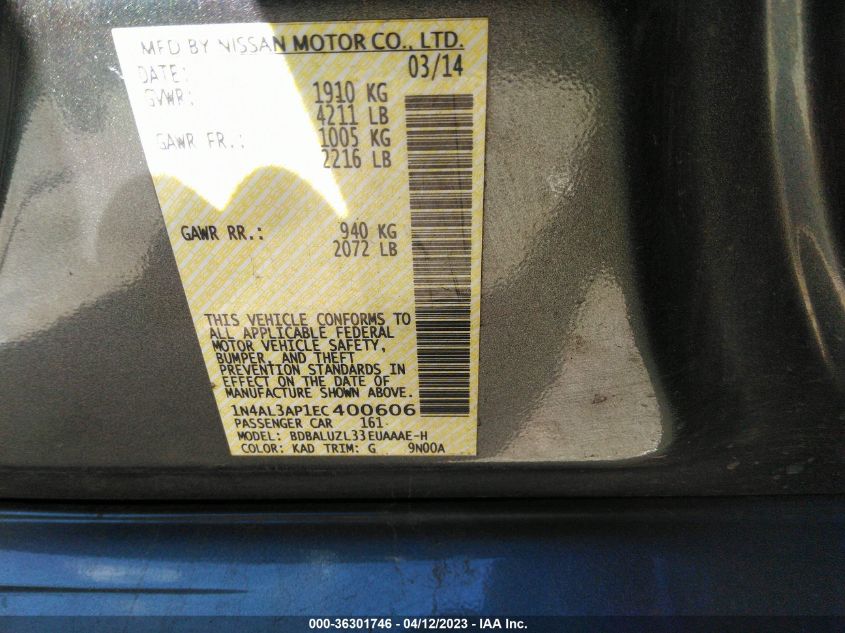 MFD BY NISSAN MOTOR CO., LTD.
DATE: 03/14
GVWR: 1910 KG
4211 LB
GAWR FR.: 1005 KG
2216 LB
GAWR RR.: 940 KG
2072 LB
THIS VEHICLE CONFORMS TO
ALL APPLICABLE FEDERAL
MOTOR VEHICLE SAFETY,
BUMPER, AND THEFT
PREVENTION STANDARDS IN
EFFECT ON THE DATE OF
MANUFACTURE SHOWN ABOVE.
1N4AL3AP1EC400606
PASSENGER CAR 161
MODEL: BDBALUZL33EUAAAE-H
COLOR: KAD TRIM: G 9N00A
000-36301746 - 04/12/2023 - IAA Inc.